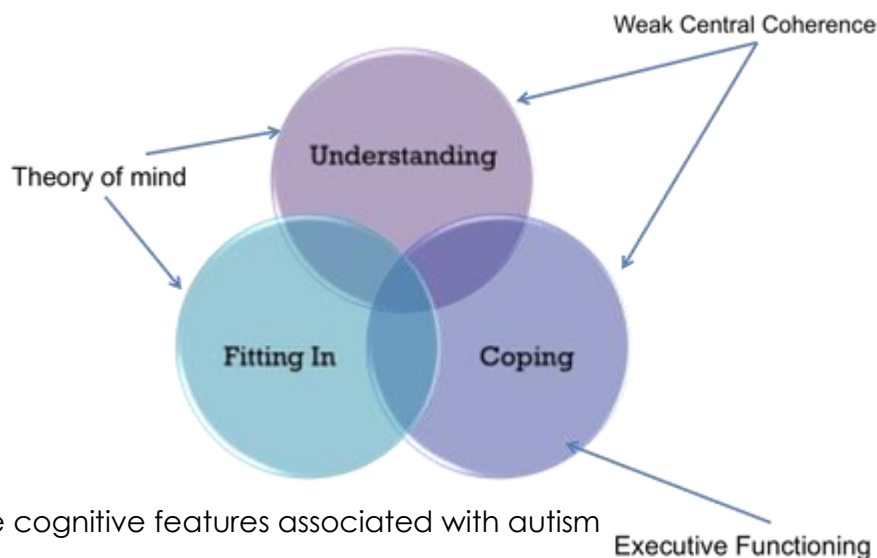 Weak Central Coherence
Understanding
Theory of mind
Fitting In
Coping
cognitive features associated with autism
Executive Functioning